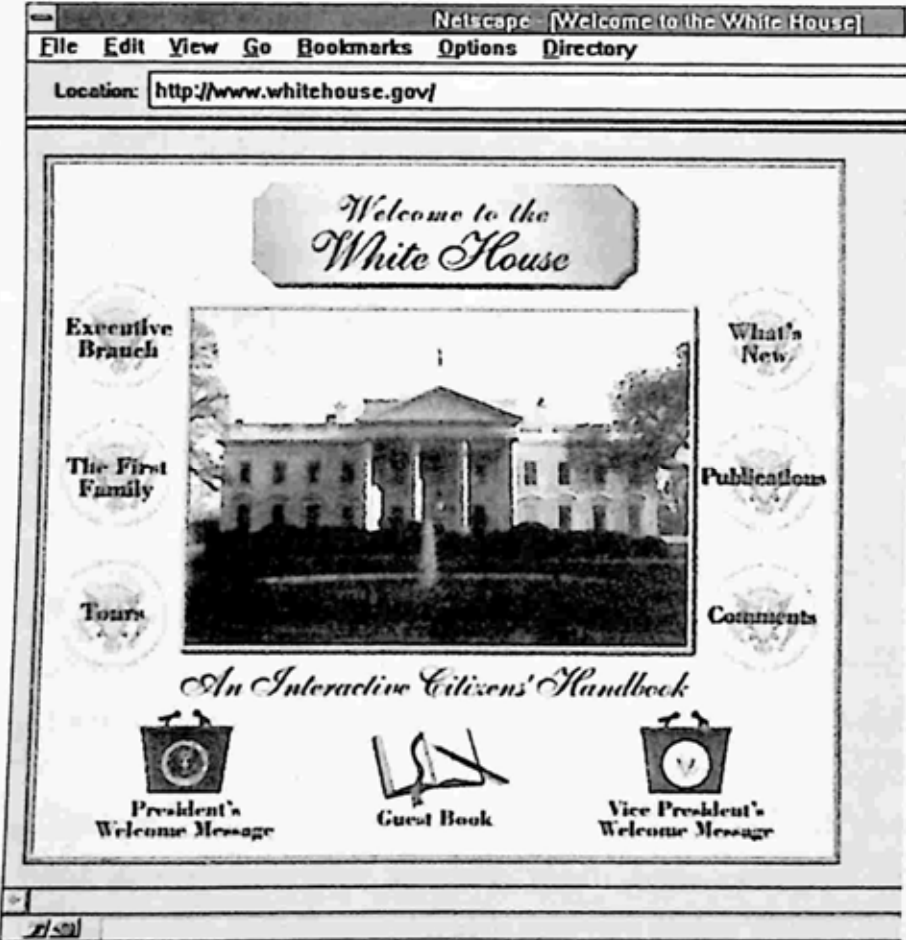 Netscape - [Welcome to the White House]
File Edit View Go Bookmarks Options Directory
Location: http://www.whitehouse.gov/
Welcome to the
White House
Executive
Branch
What's
New
The First
Family
Publications
Tours
Comments
An Interactive Citizens' Handbook
President's
Welcome Message
Guest Book
Vice President's
Welcome Message